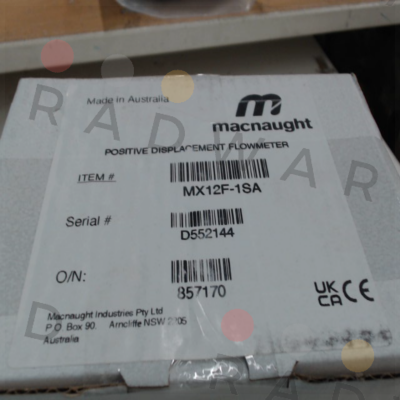 Made in Australia
macnaught
POSITIVE DISPLACEMENT FLOWMETER
ITEM #
MX12F-1SA
Serial #
D552144
O/N:
857170
Macnaught Industries Pty Ltd
P.O. Box 90. Arncliffe NSW 2205
Australia
UK
CA CE
RADWAR